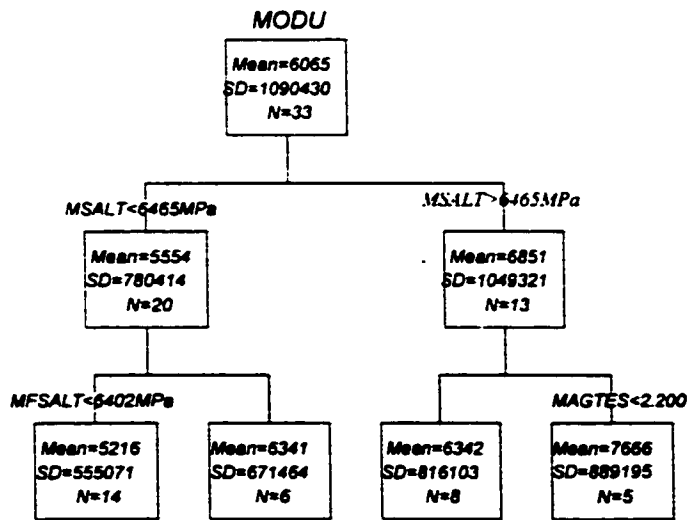 MODU
Mean=6065
SD=1090430
N=33
MSALT<6465MPa
MSALT>6465MPa
Mean=5554
SD=780414
N=20
Mean=6851
SD=1049321
N=13
MFSALT<6402MPa
MAGTES<2.200
Mean=5216
SD=555071
N=14
Mean=6341
SD=671464
N=6
Mean=6342
SD=816103
N=8
Mean=7666
SD=889195
N=5